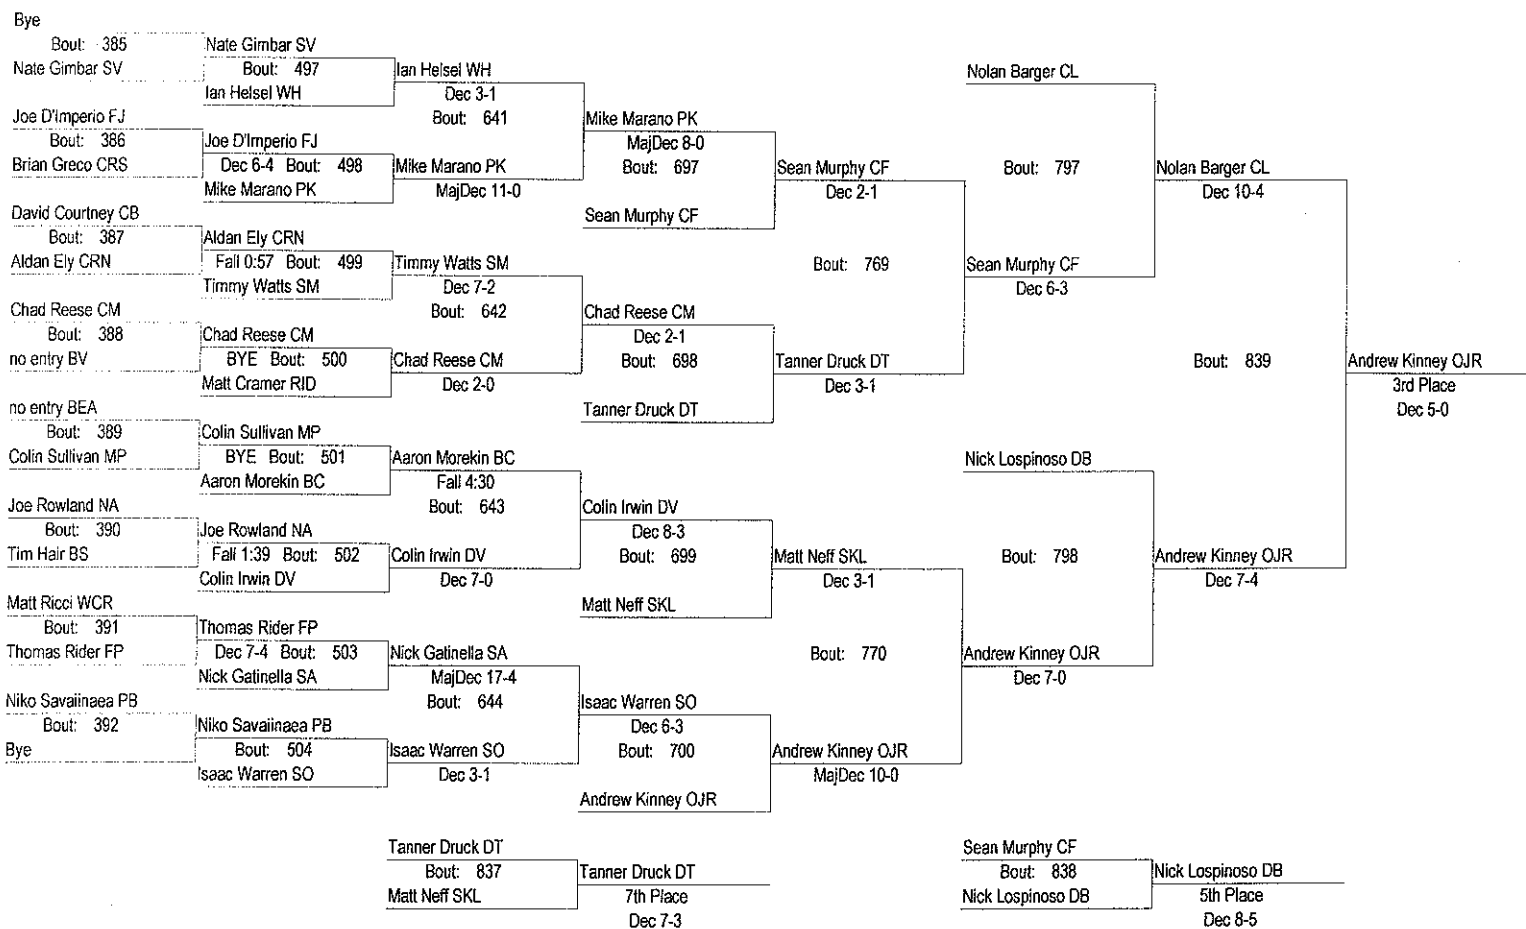 Bye
Bout: 385
Nate Gimbar SV
Joe D'Imperio FJ
Bout: 386
Brian Greco CRS
David Courtney CB
Bout: 387
Aldan Ely CRN
Chad Reese CM
Bout: 388
no entry BV
no entry BEA
Bout: 389
Colin Sullivan MP
Joe Rowland NA
Bout: 390
Tim Hair BS
Matt Ricci WCR
Bout: 391
Thomas Rider FP
Niko Savaiinaea PB
Bout: 392
Bye
Nate Gimbar SV
Bout: 497
Ian Helsel WH
Joe D'Imperio FJ
Dec 6-4 Bout: 498
Mike Marano PK
Aldan Ely CRN
Fall 0:57 Bout: 499
Timmy Watts SM
Chad Reese CM
BYE Bout: 500
Matt Cramer RID
Colin Sullivan MP
BYE Bout: 501
Aaron Morekin BC
Joe Rowland NA
Fall 1:39 Bout: 502
Colin Irwin DV
Thomas Rider FP
Dec 7-4 Bout: 503
Nick Gatinella SA
Niko Savaiinaea PB
Bout: 504
Isaac Warren SO
Ian Helsel WH
Dec 3-1
Bout: 641
Mike Marano PK
MajDec 11-0
Timmy Watts SM
Dec 7-2
Bout: 642
Chad Reese CM
Dec 2-0
Aaron Morekin BC
Fall 4:30
Bout: 643
Colin Irwin DV
Dec 7-0
Nick Gatinella SA
MajDec 17-4
Bout: 644
Isaac Warren SO
Dec 3-1
Mike Marano PK
MajDec 8-0
Bout: 697
Sean Murphy CF
Chad Reese CM
Dec 2-1
Bout: 698
Tanner Druck DT
Colin Irwin DV
Dec 8-3
Bout: 699
Matt Neff SKL
Isaac Warren SO
Dec 6-3
Bout: 700
Andrew Kinney OJR
Sean Murphy CF
Dec 2-1
Bout: 769
Tanner Druck DT
Dec 3-1
Matt Neff SKL
Dec 3-1
Bout: 770
Andrew Kinney OJR
MajDec 10-0
Nolan Barger CL
Bout: 797
Sean Murphy CF
Dec 6-3
Nick Lospinoso DB
Bout: 798
Andrew Kinney OJR
Dec 7-0
Nolan Barger CL
Dec 10-4
Bout: 839
Andrew Kinney OJR
Dec 7-4
Andrew Kinney OJR
3rd Place
Dec 5-0
Tanner Druck DT
Bout: 837
Matt Neff SKL
Tanner Druck DT
7th Place
Dec 7-3
Sean Murphy CF
Bout: 838
Nick Lospinoso DB
Nick Lospinoso DB
5th Place
Dec 8-5